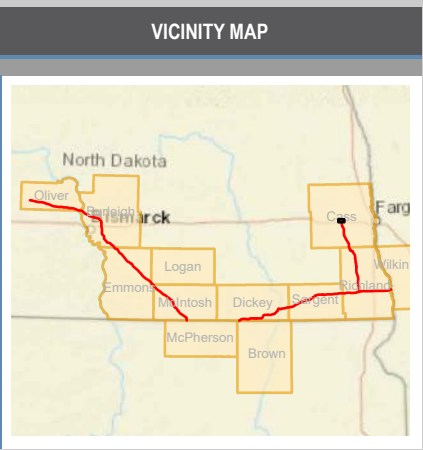 VICINITY MAP
North Dakota
Oliver
Burleigh
Bismarck
Cass
Farg
Logan
Wilkin
Emmons
McIntosh
Dickey
Sargent
Richland
McPherson
Brown